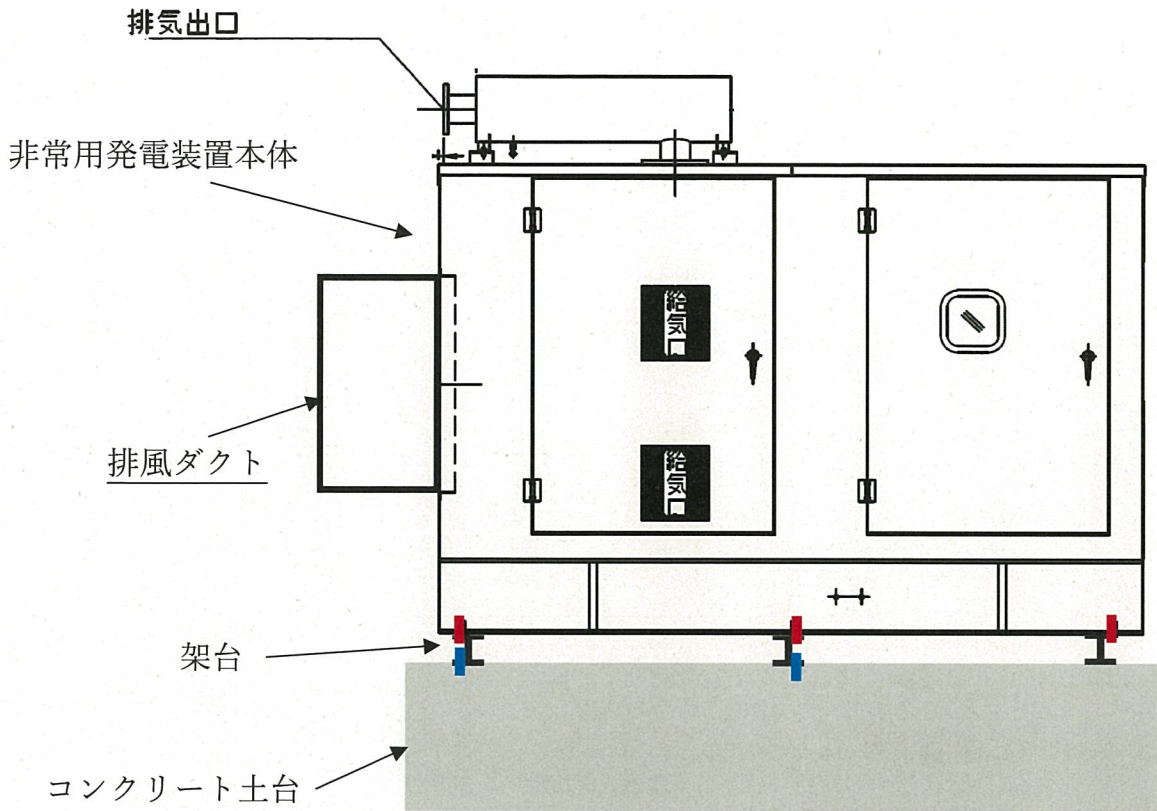 排気出口
非常用発電装置本体
給気口
排風ダクト
給気口
架台
コンクリート土台